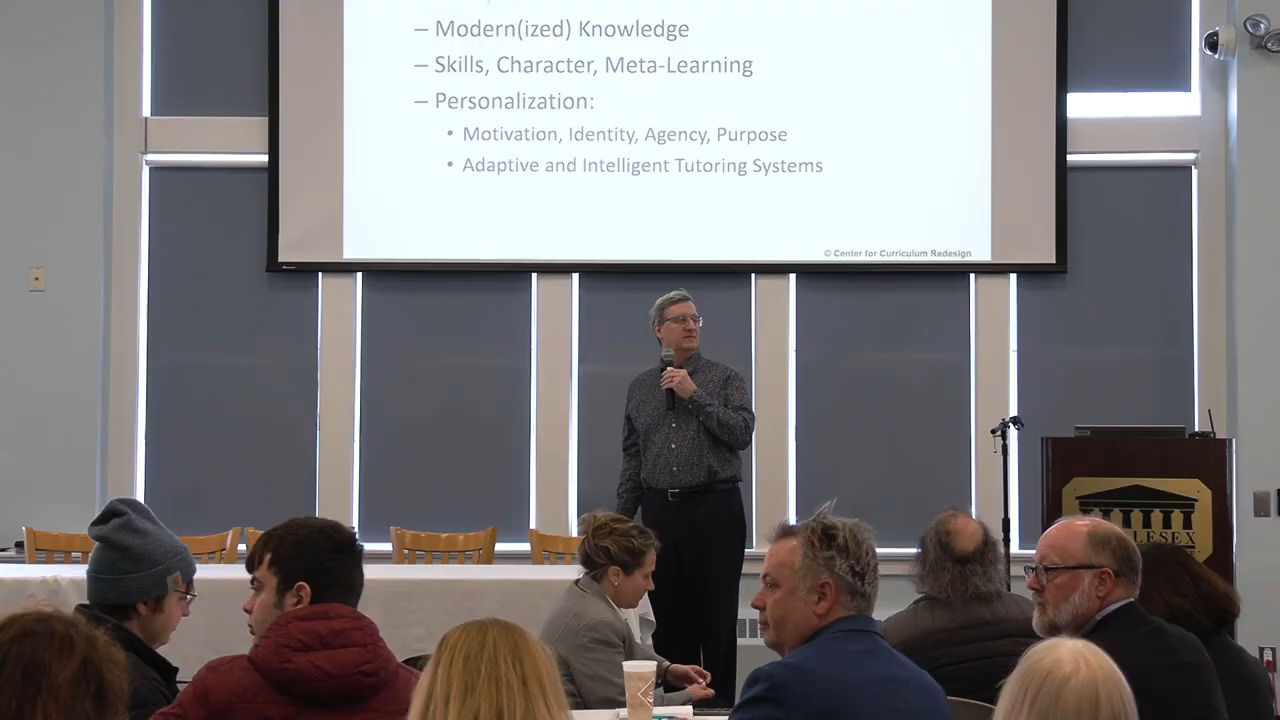 – Modern(ized) Knowledge
– Skills, Character, Meta-Learning
– Personalization:
• Motivation, Identity, Agency, Purpose
• Adaptive and Intelligent Tutoring Systems
© Center for Curriculum Redesign
LESEX